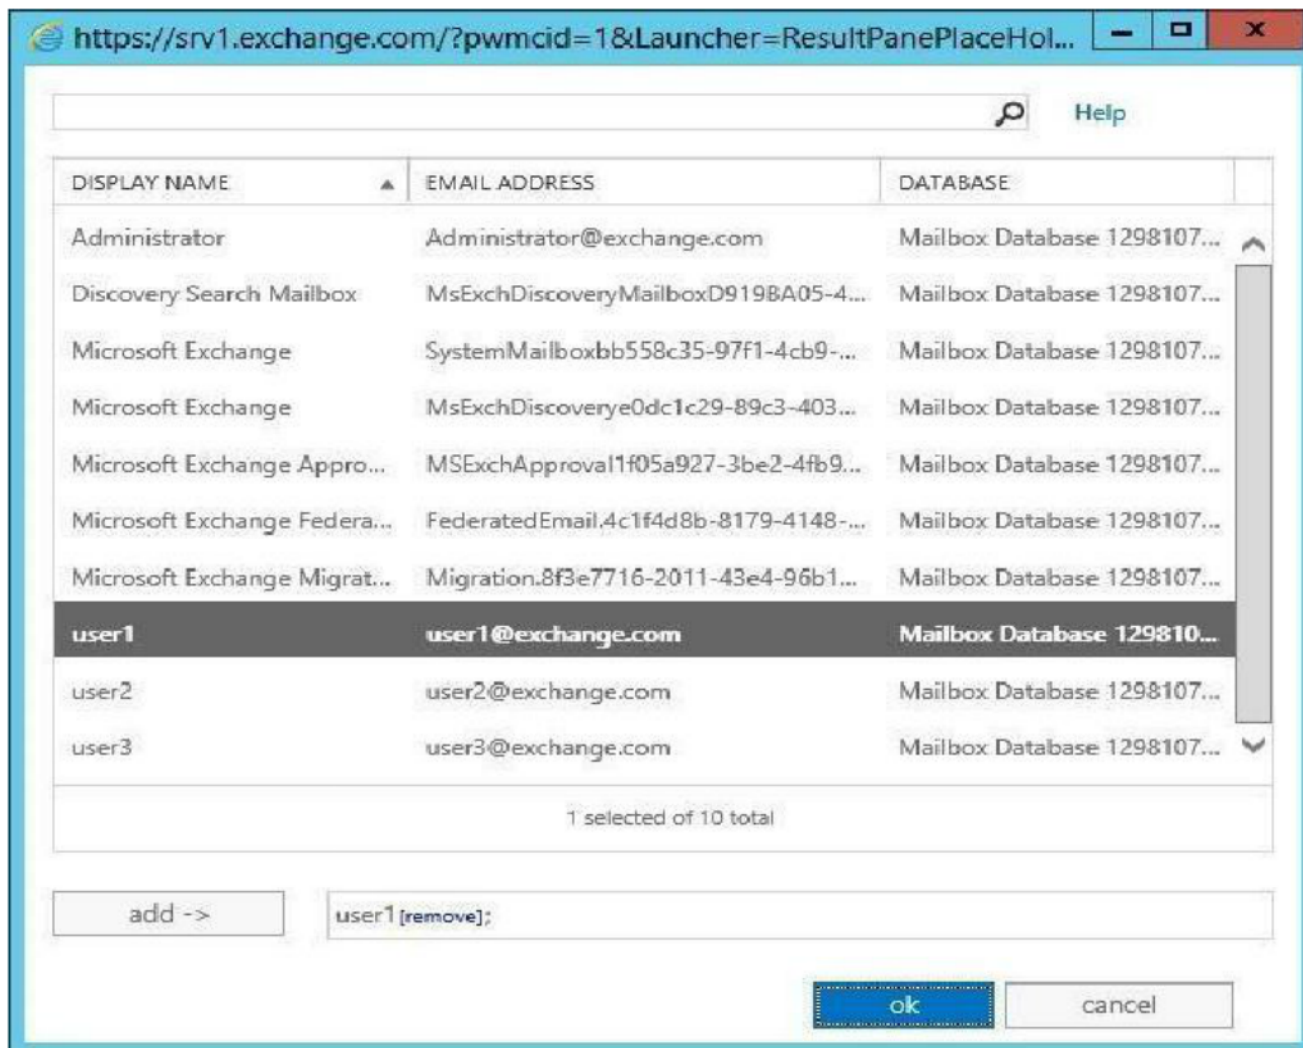 https://srv1.exchange.com/?pwmcid=1&Launcher=ResultPanePlaceHol...
Help
DISPLAY NAME EMAIL ADDRESS DATABASE
Administrator Administrator@exchange.com Mailbox Database 1298107...
Discovery Search Mailbox MsExchDiscoveryMailboxD919BA05-4... Mailbox Database 1298107...
Microsoft Exchange SystemMailboxbb558c35-97f1-4cb9-... Mailbox Database 1298107...
Microsoft Exchange MsExchDiscoverye0dc1c29-89c3-403... Mailbox Database 1298107...
Microsoft Exchange Appro... MSExchApproval1f05a927-3be2-4fb9... Mailbox Database 1298107...
Microsoft Exchange Federa... FederatedEmail.4c1f4d8b-8179-4148-... Mailbox Database 1298107...
Microsoft Exchange Migrat... Migration.8f3e7716-2011-43e4-96b1... Mailbox Database 1298107...
user1 user1@exchange.com Mailbox Database 129810...
user2 user2@exchange.com Mailbox Database 1298107...
user3 user3@exchange.com Mailbox Database 1298107...
1 selected of 10 total
add -> user1[remove];
ok cancel